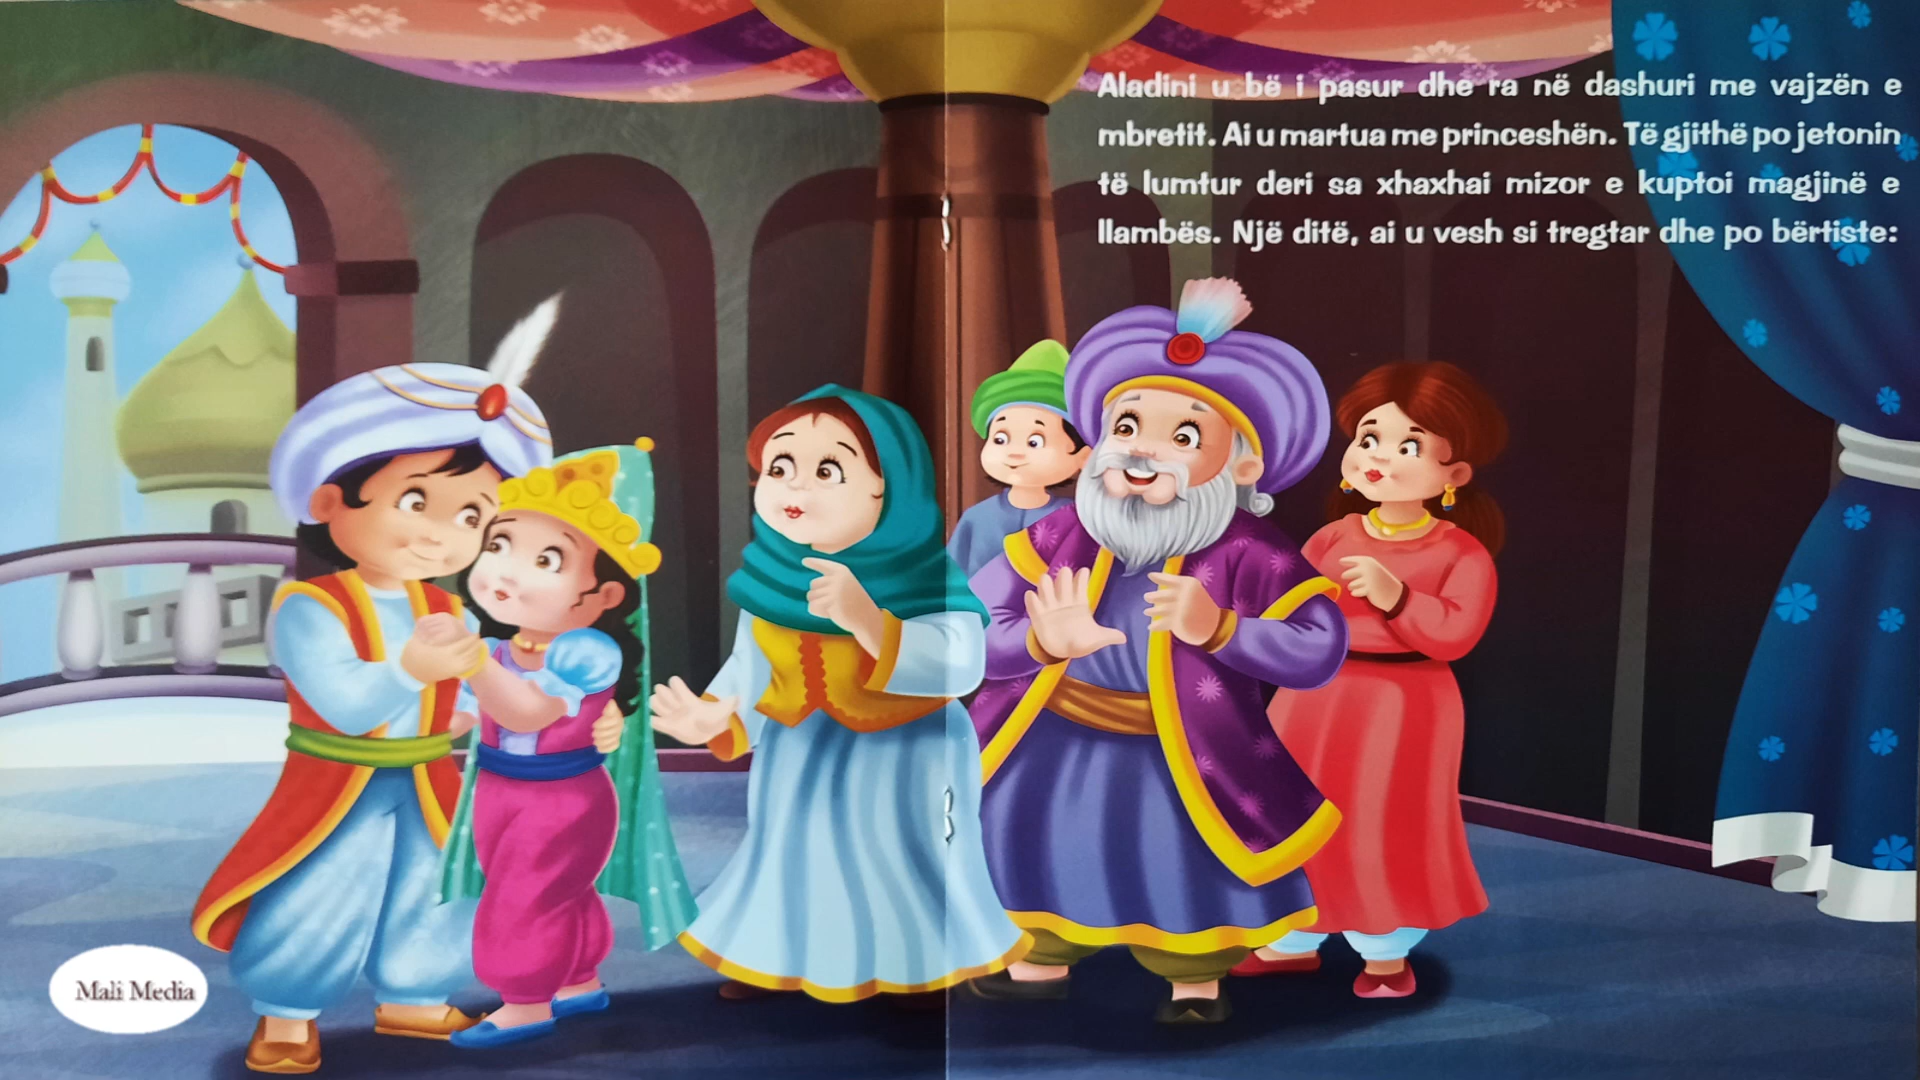 Aladini u bë i pasur dhe ra në dashuri me vajzën e
mbretit. Ai u martua me princeshën. Të gjithë po jetonin
të lumtur deri sa xhaxhai mizor e kuptoi magjinë e
llambës. Një ditë, ai u vesh si tregtar dhe po bërtiste:
Mali Media